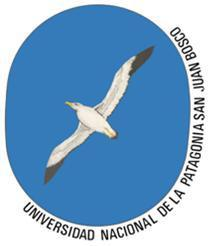 UNIVERSIDAD NACIONAL DE LA PATAGONIA SAN JUAN BOSCO